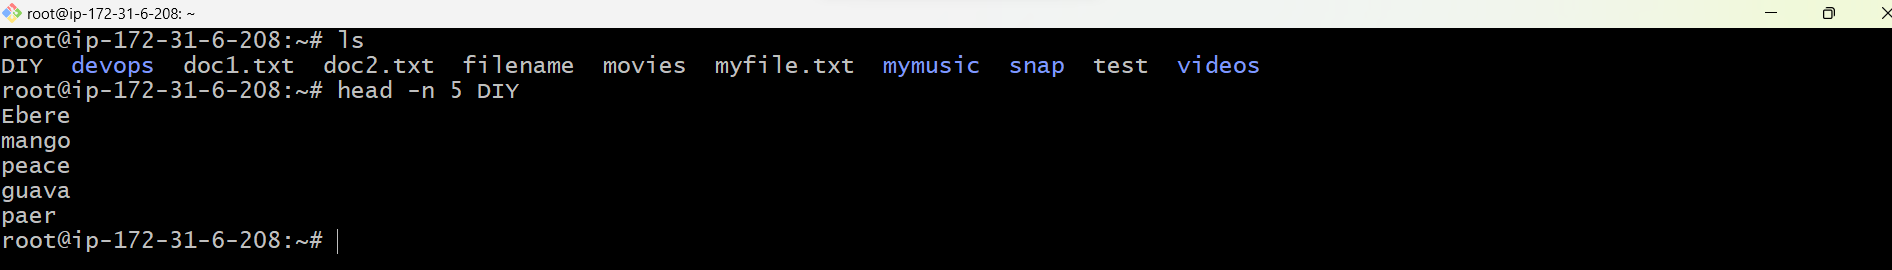 root@ip-172-31-6-208: ~
root@ip-172-31-6-208:~# ls
DIY  devops  doc1.txt  doc2.txt  filename  movies  myfile.txt  mymusic  snap  test  videos
root@ip-172-31-6-208:~# head -n 5 DIY
Ebere
mango
peace
guava
paer
root@ip-172-31-6-208:~#